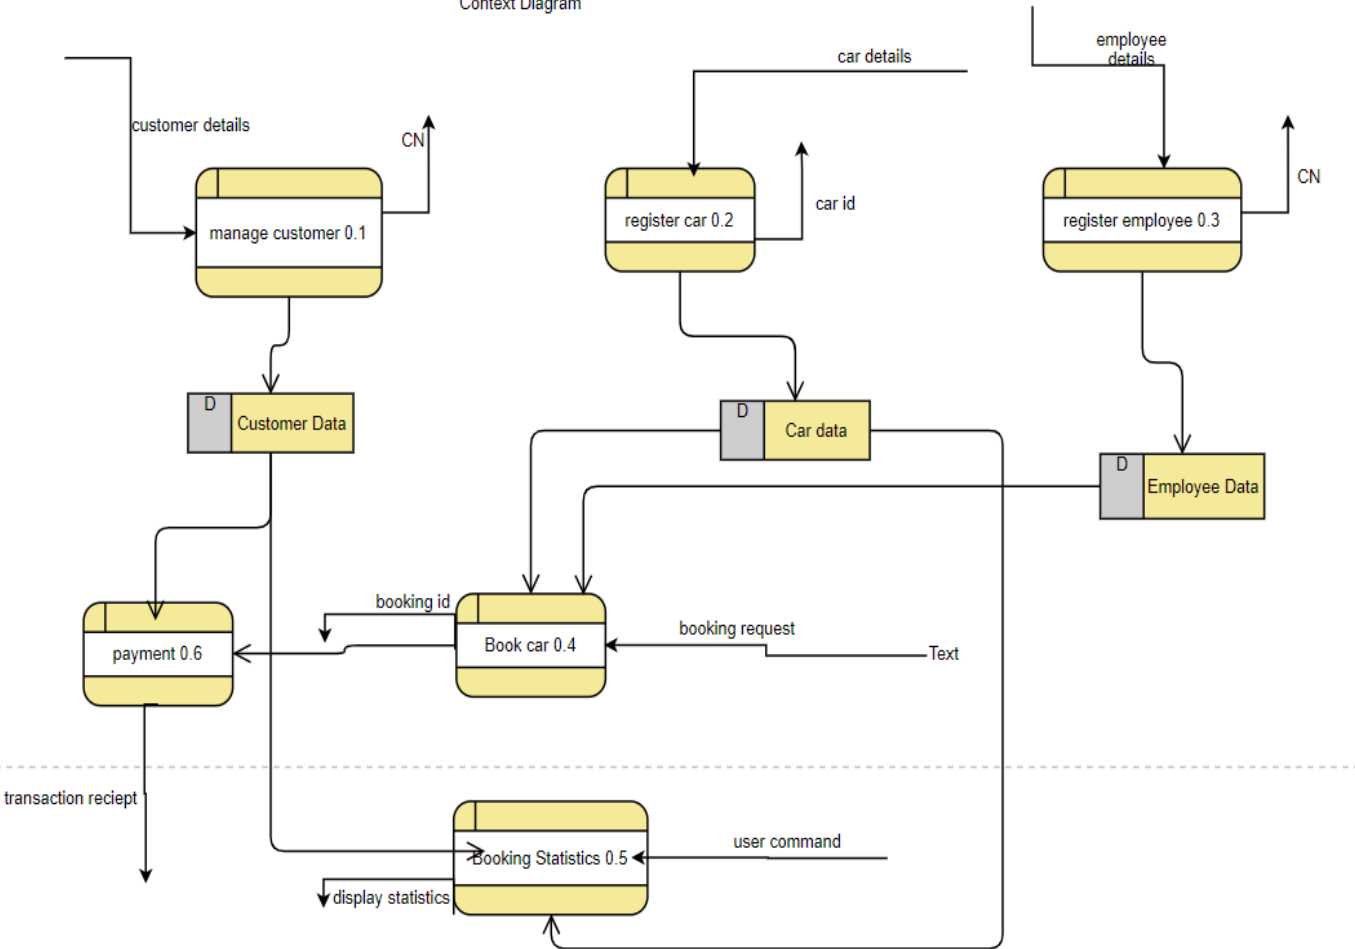 Context Diagram
employee
details
car details
customer details
CN
CN
car id
manage customer 0.1
register car 0.2
register employee 0.3
D
Customer Data
D
Car data
D
Employee Data
booking id
booking request
Text
payment 0.6
Book car 0.4
transaction reciept
user command
Booking Statistics 0.5
display statistics